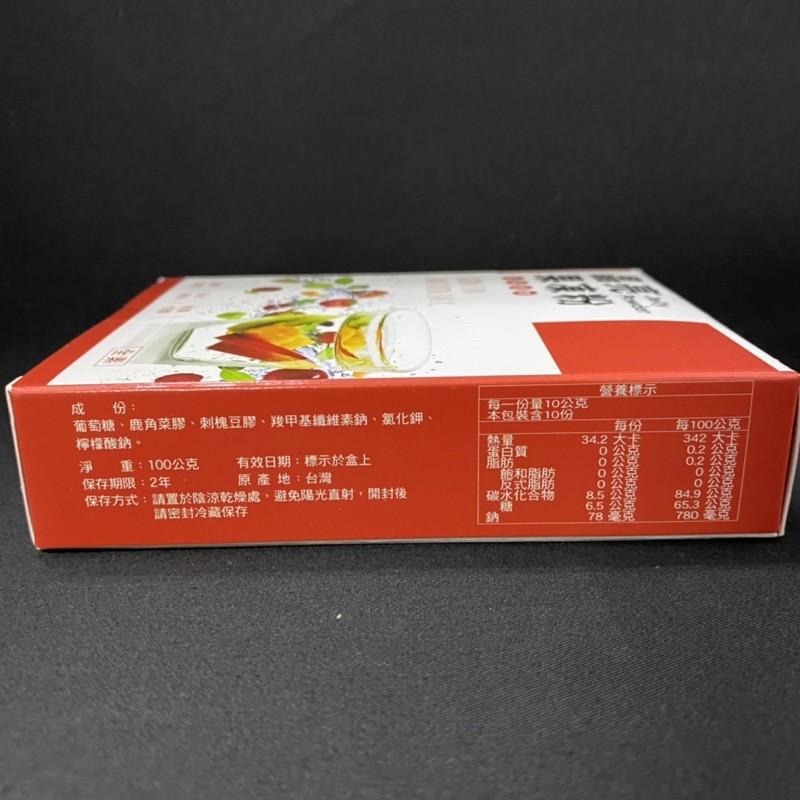 果凍粉
Jelly Powder
全素
成 份：
葡萄糖、鹿角菜膠、刺槐豆膠、羧甲基纖維素鈉、氯化鉀、
檸檬酸鈉。
淨 重：100公克 有效日期：標示於盒上
保存期限：2年 原 產 地：台灣
保存方式：請置於陰涼乾燥處，避免陽光直射，開封後
請密封冷藏保存
營養標示
每一份量10公克
本包裝含10份
每份 每100公克
熱量 34.2 大卡 342 大卡
蛋白質 0 公克 0.2 公克
脂肪 0 公克 0.2 公克
飽和脂肪 0 公克 0 公克
反式脂肪 0 公克 0 公克
碳水化合物 8.5 公克 84.9 公克
糖 6.5 公克 65.3 公克
鈉 78 毫克 780 毫克